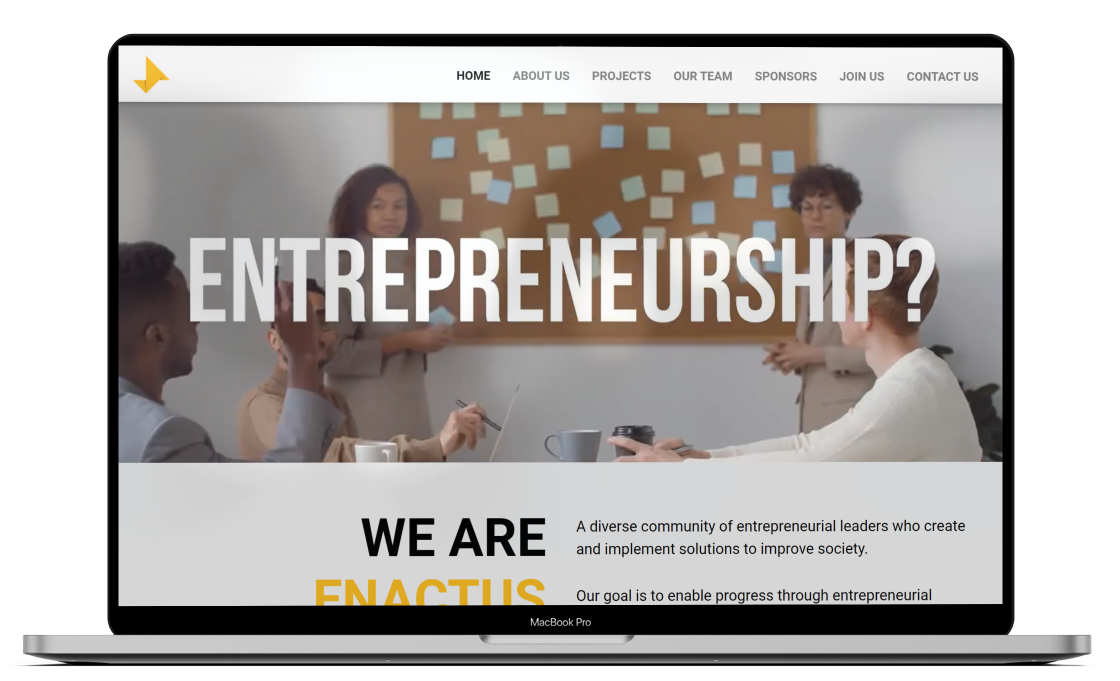 HOME ABOUT US PROJECTS OUR TEAM SPONSORS JOIN US CONTACT US
ENTREPRENEURSHIP?
WE ARE
ENACTUS
A diverse community of entrepreneurial leaders who create
and implement solutions to improve society.
Our goal is to enable progress through entrepreneurial
MacBook Pro